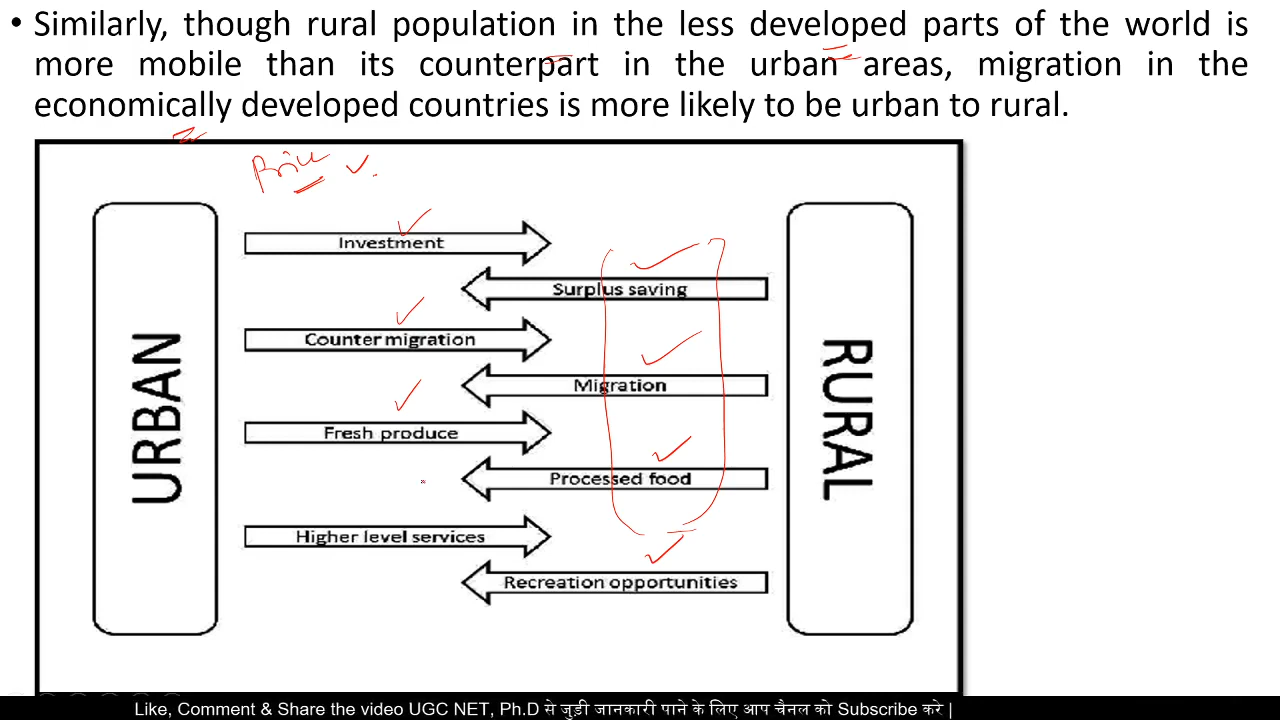 • Similarly, though rural population in the less developed parts of the world is
more mobile than its counterpart in the urban areas, migration in the
economically developed countries is more likely to be urban to rural.
Investment
Surplus saving
Counter migration
Migration
Fresh produce
Processed food
Higher level services
Recreation opportunities
URBAN
RURAL
Like, Comment & Share the video UGC NET, Ph.D से जुड़ी जानकारी पाने के लिए आप चैनल को Subscribe करे |